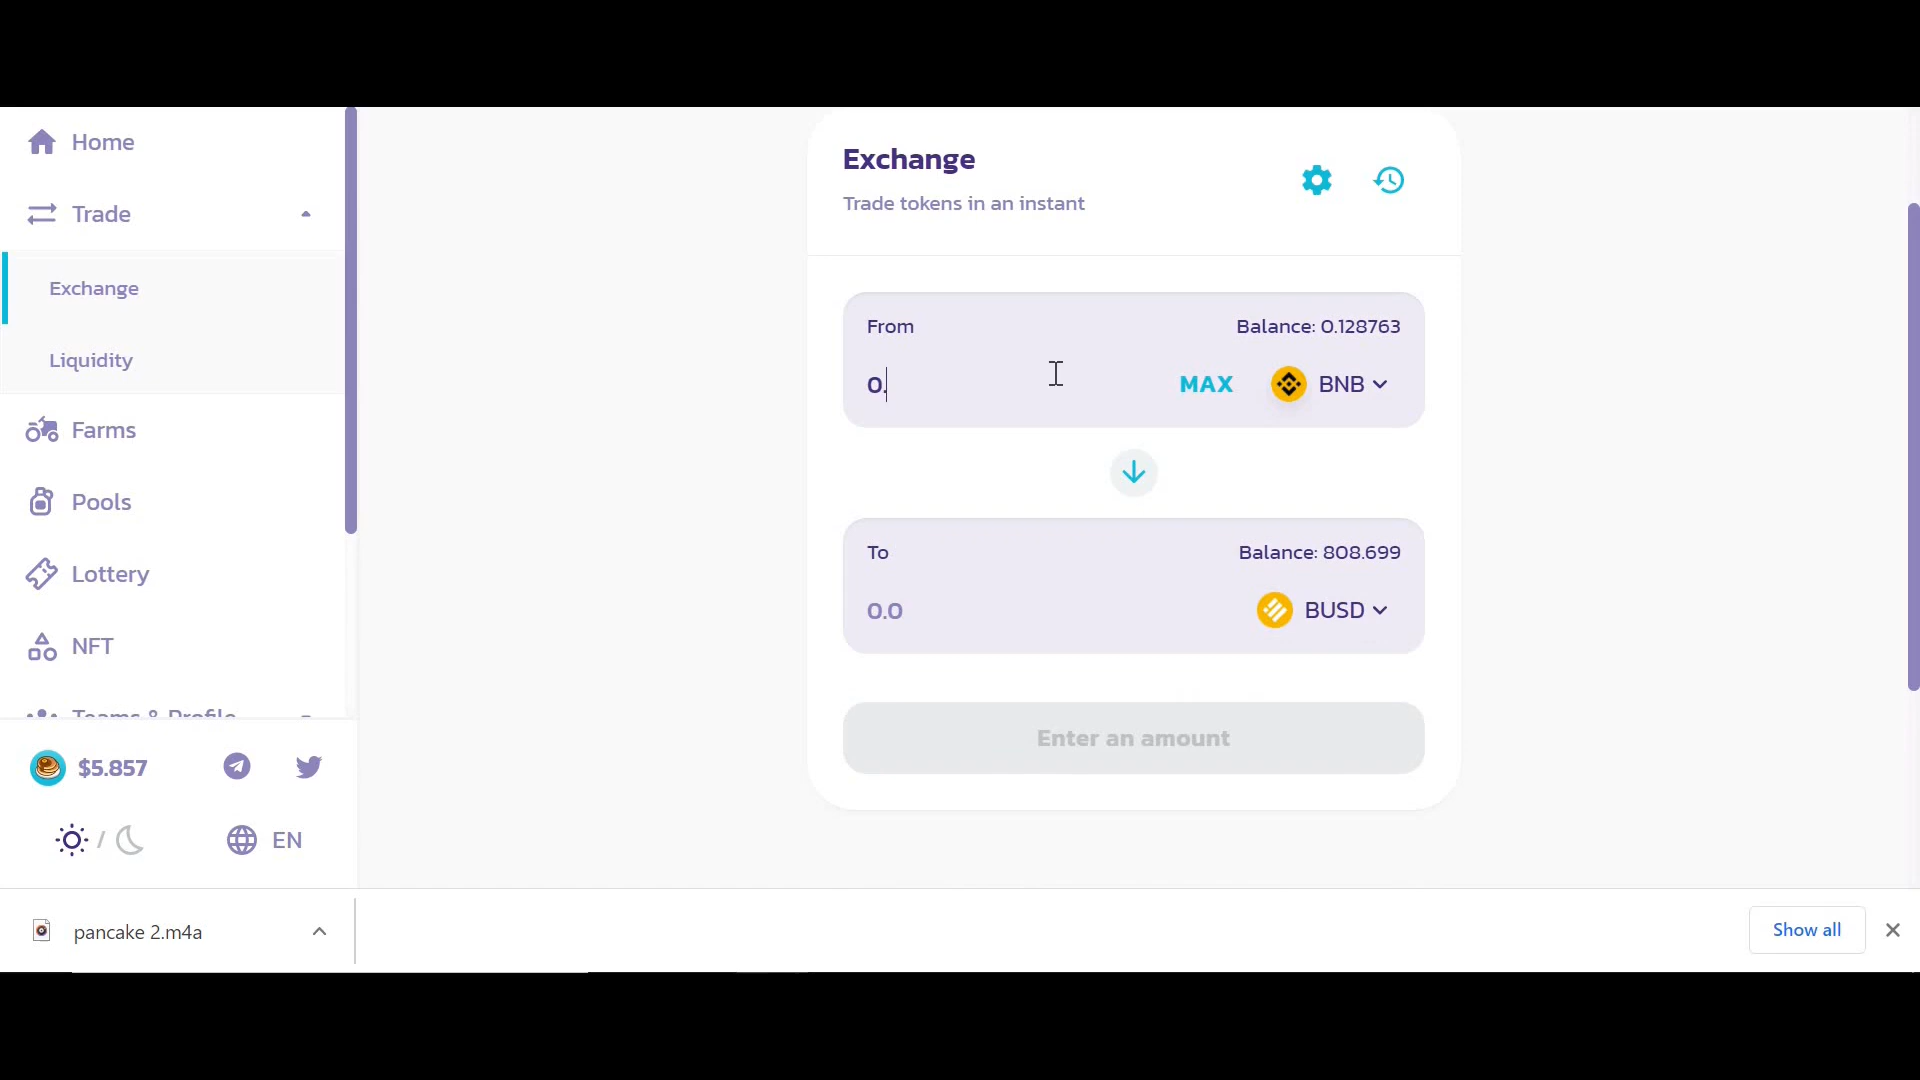 Home
Trade
Exchange
Liquidity
Farms
Pools
Lottery
NFT
Teams & Profile
$5.857
/
EN
Exchange
Trade tokens in an instant
From
Balance: 0.128763
0.
MAX
BNB
To
Balance: 808.699
0.0
BUSD
Enter an amount
pancake 2.m4a
Show all